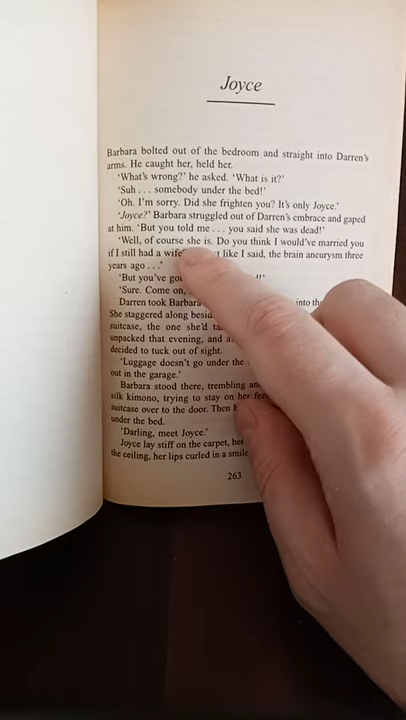 Joyce
Barbara bolted out of the bedroom and straight into Darren's
arms. He caught her, held her.
'What's wrong?' he asked. 'What is it?'
'Suh . . . somebody under the bed!'
'Oh. I'm sorry. Did she frighten you? It's only Joyce.'
'Joyce?' Barbara struggled out of Darren's embrace and gaped
at him. 'But you told me . . . you said she was dead!'
'Well, of course she is. Do you think I would've married you
if I still had a wife? like I said, the brain aneurysm three
years ago . . .'
'But you've
'Sure. Come on,
Darren took Barbara into
She staggered along
suitcase, the one she'd
unpacked that evening, and
decided to tuck out of sight.
'Luggage doesn't go under the
out in the garage.'
Barbara stood there, trembling
silk kimono, trying to stay on her
suitcase over to the door. Then
under the bed.
'Darling, meet Joyce.'
Joyce lay stiff on the carpet, her
the ceiling, her lips curled in a smile
263